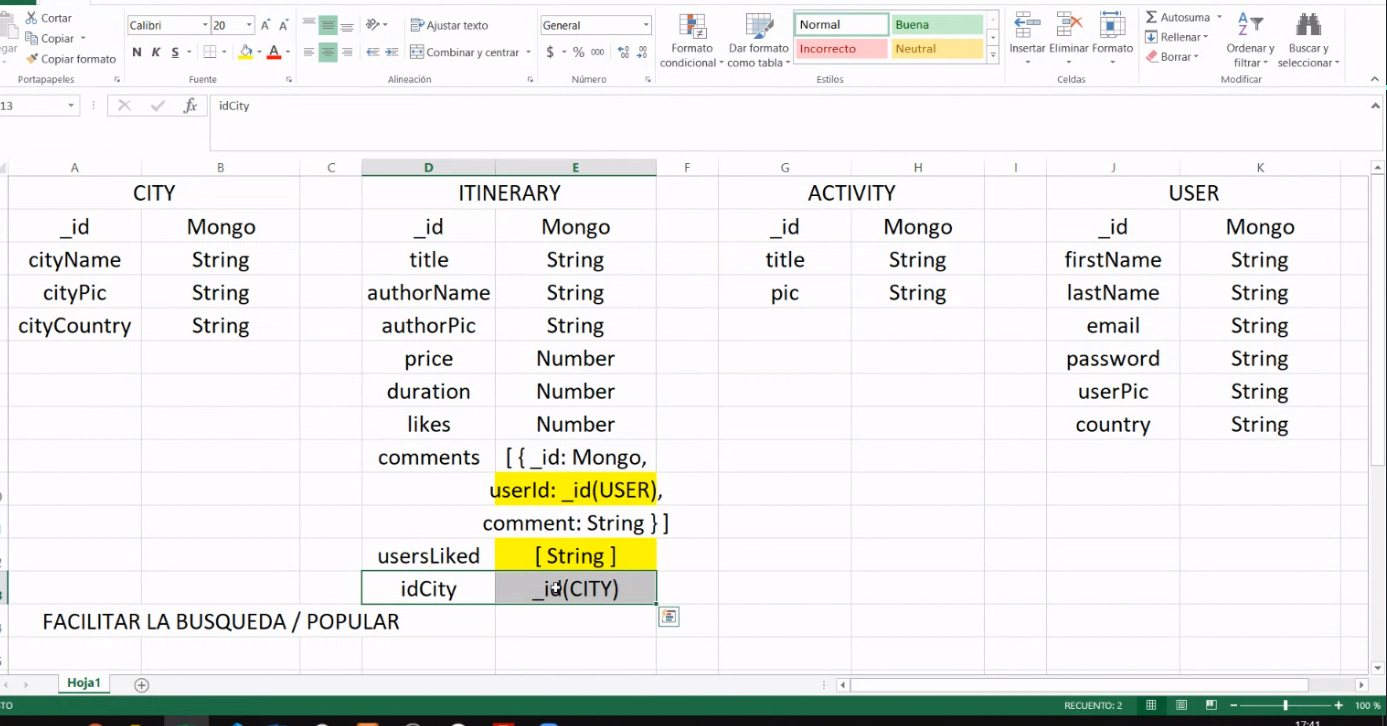 Cortar
Copiar
Copiar formato
Portapapeles
Calibri
20
A A
N K S
A
Fuente
Ajustar texto
Combinar y centrar
Alineación
General
$ % 000
Número
Formato condicional
Dar formato como tabla
Normal
Buena
Incorrecto
Neutral
Estilos
Insertar
Eliminar
Formato
Celdas
Autosuma
Rellenar
Borrar
Ordenar y filtrar
Buscar y seleccionar
Modificar
13
fx
idCity
A B C D E F G H I J K
CITY ITINERARY ACTIVITY USER
_id Mongo _id Mongo _id Mongo _id Mongo
cityName String title String title String firstName String
cityPic String authorName String pic String lastName String
cityCountry String authorPic String email String
price Number password String
duration Number userPic String
likes Number country String
comments [ { _id: Mongo,
userId: _id(USER),
comment: String } ]
usersLiked [ String ]
idCity _id(CITY)
FACILITAR LA BUSQUEDA / POPULAR
Hoja1
RECUENTO: 2
100 %
17:41